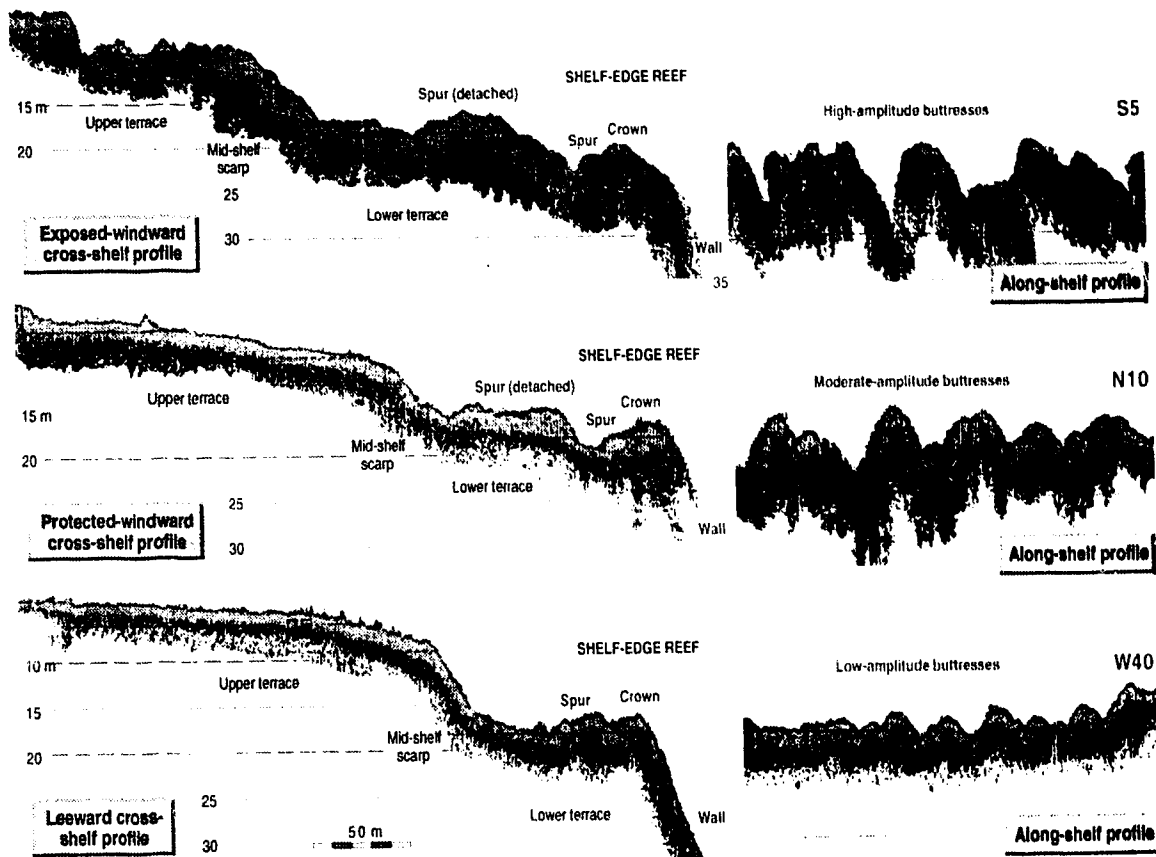 SHELF-EDGE REEF
Spur (detached)
Crown
Spur
High-amplitude buttresses
S5
15 m
Upper terrace
20
Mid-shelf
scarp
25
Lower terrace
30
Wall
35
Exposed-windward
cross-shelf profile
Along-shelf profile
SHELF-EDGE REEF
Spur (detached)
Crown
Spur
Moderate-amplitude buttresses
N10
Upper terrace
15 m
Mid-shelf
scarp
20
Lower terrace
25
30
Wall
Protected-windward
cross-shelf profile
Along-shelf profile
SHELF-EDGE REEF
Spur
Crown
Low-amplitude buttresses
W40
10 m
Upper terrace
15
Mid-shelf
scarp
20
25
Lower terrace
Wall
30
50 m
Leeward cross-
shelf profile
Along-shelf profile